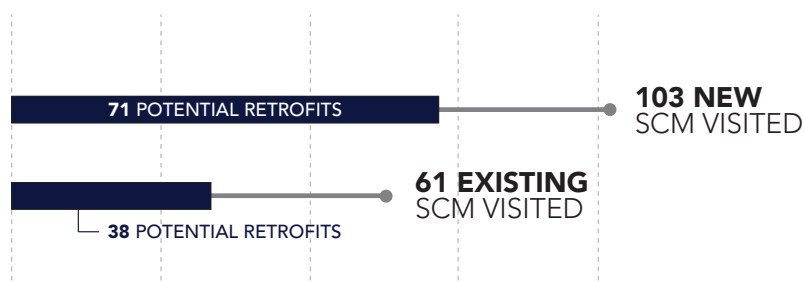 71 POTENTIAL RETROFITS
103 NEW
SCM VISITED
61 EXISTING
SCM VISITED
38 POTENTIAL RETROFITS